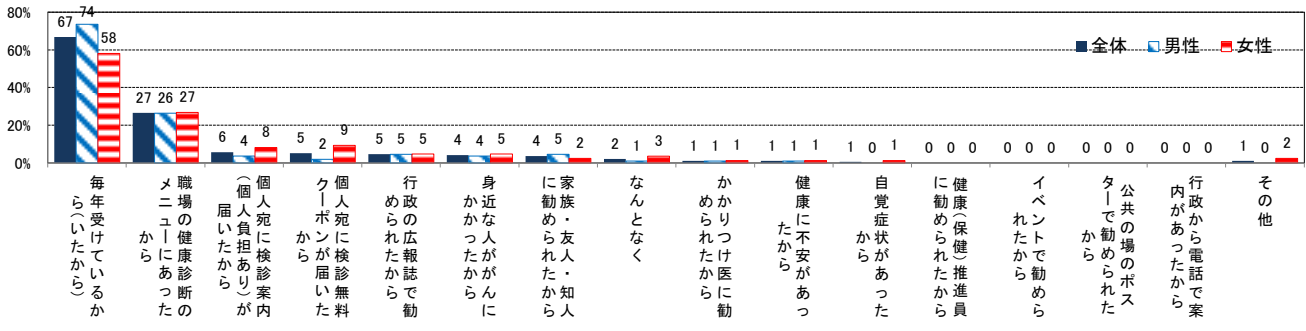 80%
60%
40%
20%
0%
67 74 58
27 26 27
6 4 8
5 2 9
5 5 5
4 4 5
4 5 2
2 1 3
1 1 1
1 1 1
1 0 1
0 0 0
0 0 0
0 0 0
0 0 0
1 0 2
全体 男性 女性
毎年受けているか
ら(いたから)
職場の健康診断の
メニューにあった
から
個人宛に検診案内
(個人負担あり)が
届いたから
個人宛に検診無料
クーポンが届いた
から
行政の広報誌で勧
められたから
身近な人ががんに
かかったから
家族・友人・知人
に勧められたから
なんとなく
かかりつけ医に勧
められたから
健康に不安があっ
たから
自覚症状があった
から
健康(保健)推進員
に勧められたから
イベントで勧めら
れたから
公共の場のポス
ターで勧められた
から
行政から電話で案
内があったから
その他